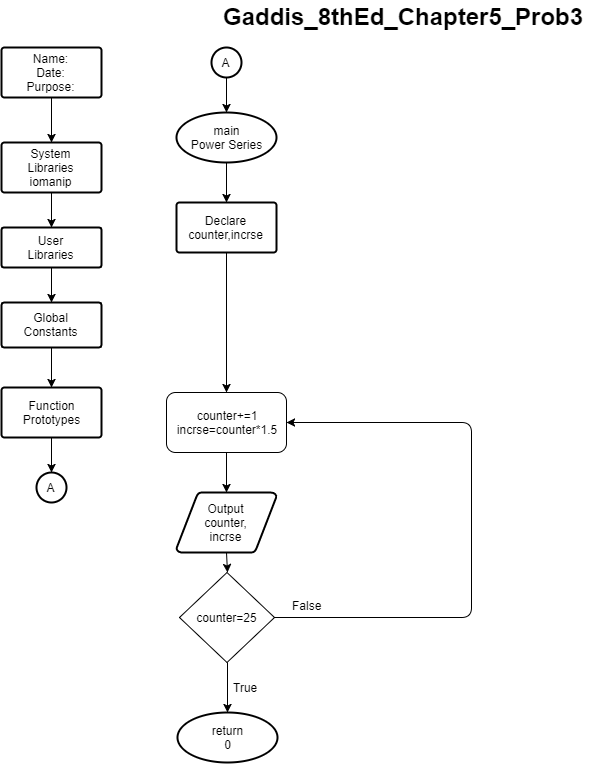 Gaddis_8thEd_Chapter5_Prob3
Name:
Date:
Purpose:
System
Libraries
iomanip
User
Libraries
Global
Constants
Function
Prototypes
A
A
main
Power Series
Declare
counter,incrse
counter+=1
incrse=counter*1.5
Output
counter,
incrse
counter=25
False
True
return
0